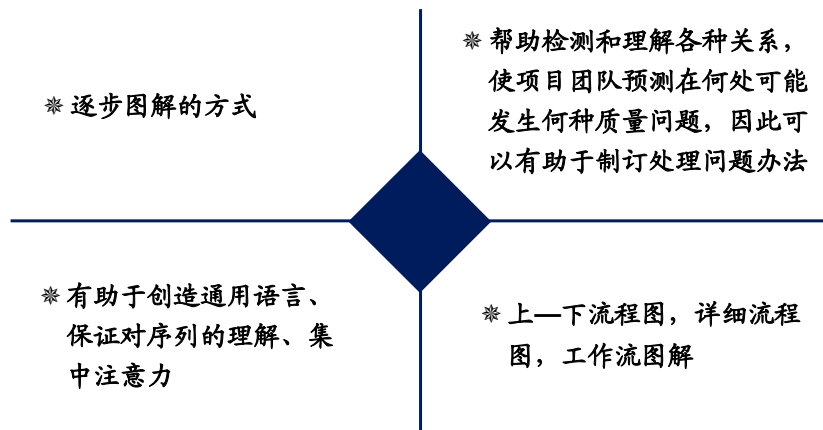 ✵ 逐步图解的方式
✵ 帮助检测和理解各种关系，
使项目团队预测在何处可能
发生何种质量问题，因此可
以有助于制订处理问题办法
✵ 有助于创造通用语言、
保证对序列的理解、集
中注意力
✵ 上—下流程图，详细流程
图，工作流图解